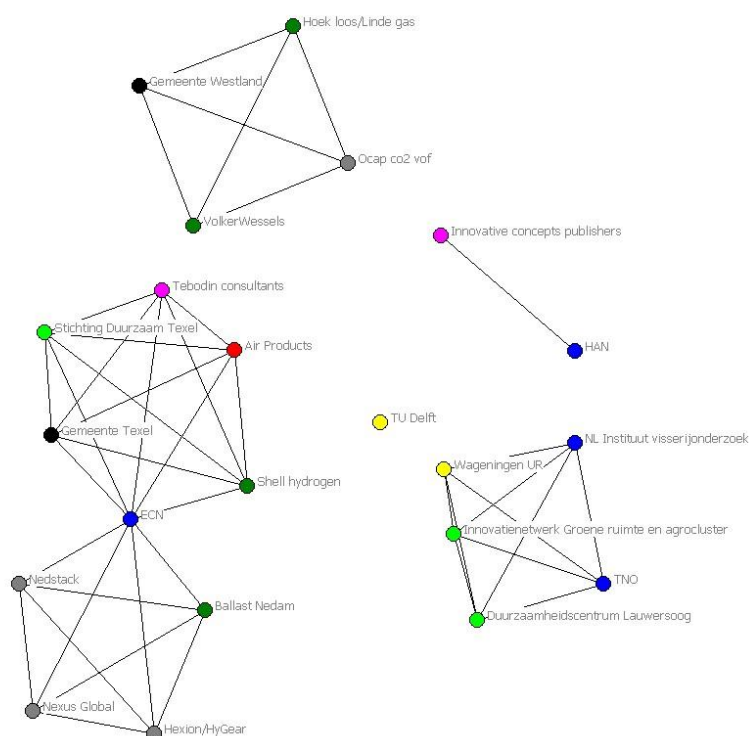 Hoek loos/Linde gas
Gemeente Westland
Ocap co2 vof
VolkerWessels
Innovative concepts publishers
Tebodin consultants
Stichting Duurzaam Texel
Air Products
HAN
TU Delft
Gemeente Texel
NL Instituut visserijonderzoek
Wageningen UR
Shell hydrogen
ECN
Innovatienetwerk Groene ruimte en agrocluster
Nedstack
TNO
Ballast Nedam
Duurzaamheidscentrum Lauwersoog
Nexus Global
Hexion/HyGear